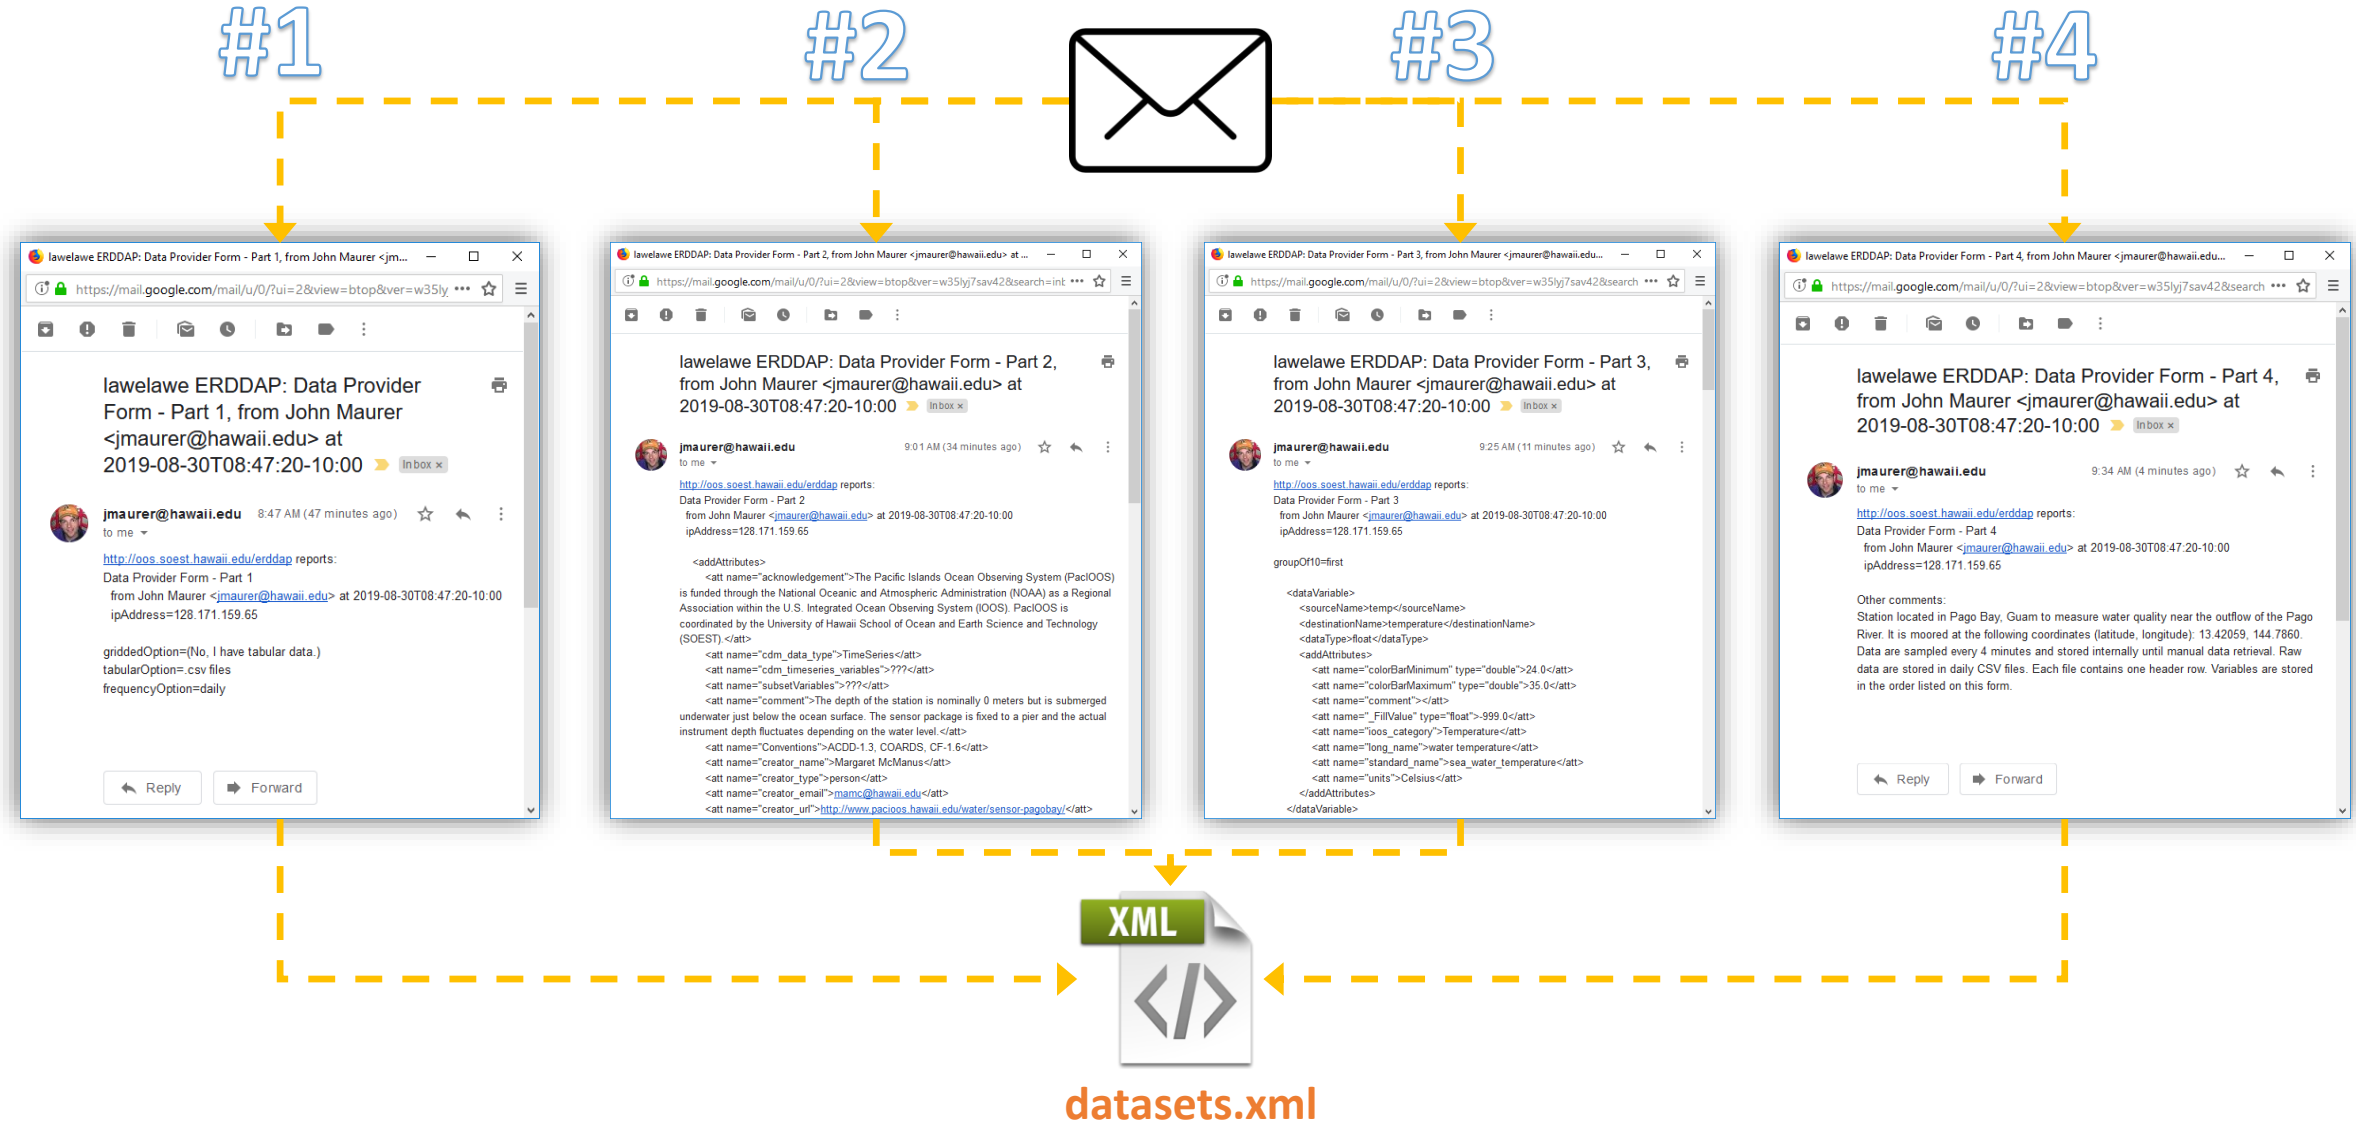 #1
#2
#3
#4
lawelawe ERDDAP: Data Provider Form - Part 1, from John Maurer <jm...
https://mail.google.com/mail/u/0/?ui=2&view=btop&ver=w35ly
lawelawe ERDDAP: Data Provider
Form - Part 1, from John Maurer
<jmaurer@hawaii.edu> at
2019-08-30T08:47:20-10:00 Inbox x
jmaurer@hawaii.edu 8:47 AM (47 minutes ago)
to me
http://oos.soest.hawaii.edu/erddap reports:
Data Provider Form - Part 1
from John Maurer <jmaurer@hawaii.edu> at 2019-08-30T08:47:20-10:00
ipAddress=128.171.159.65
griddedOption=(No, I have tabular data.)
tabularOption=.csv files
frequencyOption=daily
Reply Forward
lawelawe ERDDAP: Data Provider Form - Part 2, from John Maurer <jmaurer@hawaii.edu> at ...
https://mail.google.com/mail/u/0/?ui=2&view=btop&ver=w35lyj7sav42&search=int
lawelawe ERDDAP: Data Provider Form - Part 2,
from John Maurer <jmaurer@hawaii.edu> at
2019-08-30T08:47:20-10:00 Inbox x
jmaurer@hawaii.edu 9:01 AM (34 minutes ago)
to me
http://oos.soest.hawaii.edu/erddap reports:
Data Provider Form - Part 2
from John Maurer <jmaurer@hawaii.edu> at 2019-08-30T08:47:20-10:00
ipAddress=128.171.159.65
<addAttributes>
<att name="acknowledgement">The Pacific Islands Ocean Observing System (PacIOOS)
is funded through the National Oceanic and Atmospheric Administration (NOAA) as a Regional
Association within the U.S. Integrated Ocean Observing System (IOOS). PacIOOS is
coordinated by the University of Hawaii School of Ocean and Earth Science and Technology
(SOEST).</att>
<att name="cdm_data_type">TimeSeries</att>
<att name="cdm_timeseries_variables">???</att>
<att name="subsetVariables">???</att>
<att name="comment">The depth of the station is nominally 0 meters but is submerged
underwater just below the ocean surface. The sensor package is fixed to a pier and the actual
instrument depth fluctuates depending on the water level.</att>
<att name="Conventions">ACDD-1.3, COARDS, CF-1.6</att>
<att name="creator_name">Margaret McManus</att>
<att name="creator_type">person</att>
<att name="creator_email">mamc@hawaii.edu</att>
<att name="creator_url">http://www.pacioos.hawaii.edu/water/sensor-pagobay/</att>
lawelawe ERDDAP: Data Provider Form - Part 3, from John Maurer <jmaurer@hawaii.edu...
https://mail.google.com/mail/u/0/?ui=2&view=btop&ver=w35lyj7sav42&search
lawelawe ERDDAP: Data Provider Form - Part 3,
from John Maurer <jmaurer@hawaii.edu> at
2019-08-30T08:47:20-10:00 Inbox x
jmaurer@hawaii.edu 9:25 AM (11 minutes ago)
to me
http://oos.soest.hawaii.edu/erddap reports:
Data Provider Form - Part 3
from John Maurer <jmaurer@hawaii.edu> at 2019-08-30T08:47:20-10:00
ipAddress=128.171.159.65
groupOf10=first
<dataVariable>
<sourceName>temp</sourceName>
<destinationName>temperature</destinationName>
<dataType>float</dataType>
<addAttributes>
<att name="colorBarMinimum" type="double">24.0</att>
<att name="colorBarMaximum" type="double">35.0</att>
<att name="comment"></att>
<att name="_FillValue" type="float">-999.0</att>
<att name="ioos_category">Temperature</att>
<att name="long_name">water temperature</att>
<att name="standard_name">sea_water_temperature</att>
<att name="units">Celsius</att>
</addAttributes>
</dataVariable>
lawelawe ERDDAP: Data Provider Form - Part 4, from John Maurer <jmaurer@hawaii.edu...
https://mail.google.com/mail/u/0/?ui=2&view=btop&ver=w35lyj7sav42&search
lawelawe ERDDAP: Data Provider Form - Part 4,
from John Maurer <jmaurer@hawaii.edu> at
2019-08-30T08:47:20-10:00 Inbox x
jmaurer@hawaii.edu 9:34 AM (4 minutes ago)
to me
http://oos.soest.hawaii.edu/erddap reports:
Data Provider Form - Part 4
from John Maurer <jmaurer@hawaii.edu> at 2019-08-30T08:47:20-10:00
ipAddress=128.171.159.65
Other comments:
Station located in Pago Bay, Guam to measure water quality near the outflow of the Pago
River. It is moored at the following coordinates (latitude, longitude): 13.42059, 144.7860.
Data are sampled every 4 minutes and stored internally until manual data retrieval. Raw
data are stored in daily CSV files. Each file contains one header row. Variables are stored
in the order listed on this form.
Reply Forward
XML
</>
datasets.xml